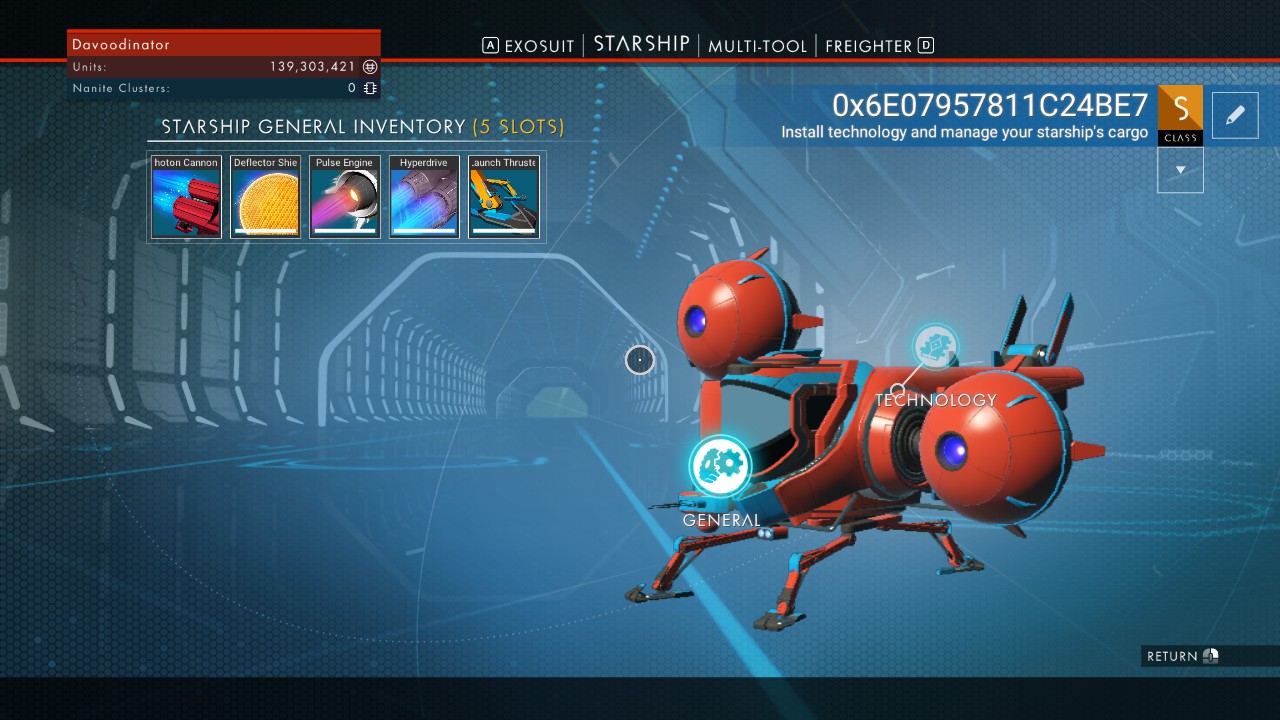 Davoodinator
Units: 139,303,421
Nanite Clusters: 0
A EXOSUIT STARSHIP MULTI-TOOL FREIGHTER D
0x6E07957811C24BE7
Install technology and manage your starship's cargo
S
CLASS
STARSHIP GENERAL INVENTORY (5 SLOTS)
hoton Cannon Deflector Shie Pulse Engine Hyperdrive aunch Thruste
TECHNOLOGY
GENERAL
RETURN